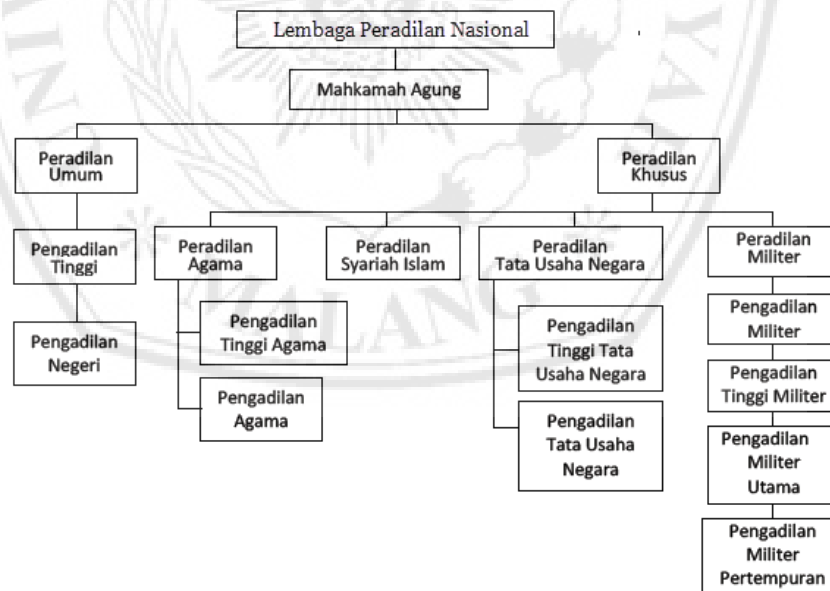 Lembaga Peradilan Nasional
Mahkamah Agung
Peradilan
Umum
Peradilan
Khusus
Pengadilan
Tinggi
Pengadilan
Negeri
Peradilan
Agama
Pengadilan
Tinggi Agama
Pengadilan
Agama
Peradilan
Syariah Islam
Peradilan
Tata Usaha Negara
Pengadilan
Tinggi Tata
Usaha Negara
Pengadilan
Tata Usaha
Negara
Peradilan
Militer
Pengadilan
Militer
Pengadilan
Tinggi Militer
Pengadilan
Militer
Utama
Pengadilan
Militer
Pertempuran
MALANG